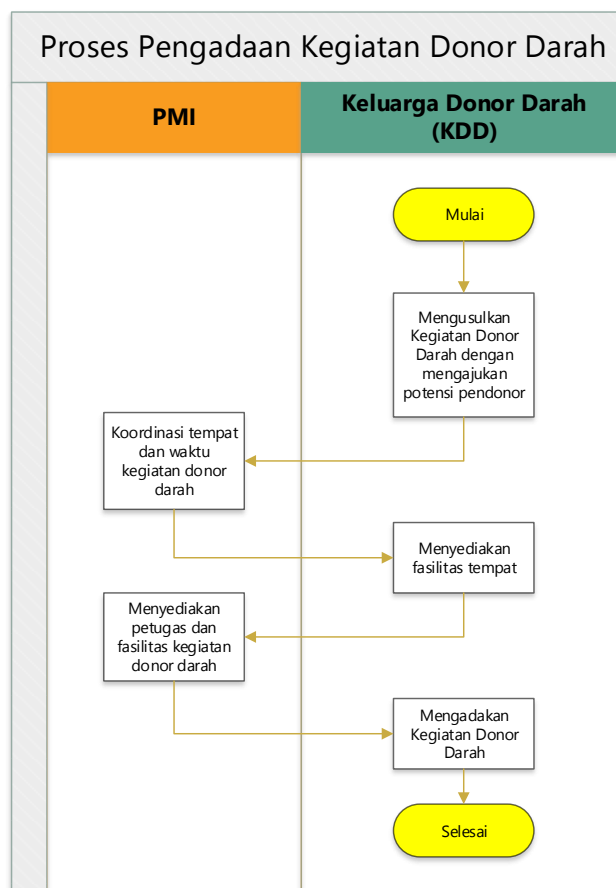 Proses Pengadaan Kegiatan Donor Darah
PMI
Keluarga Donor Darah
(KDD)
Mulai
Mengusulkan
Kegiatan Donor
Darah dengan
mengajukan
potensi pendonor
Koordinasi tempat
dan waktu
kegiatan donor
darah
Menyediakan
fasilitas tempat
Menyediakan
petugas dan
fasilitas kegiatan
donor darah
Mengadakan
Kegiatan Donor
Darah
Selesai